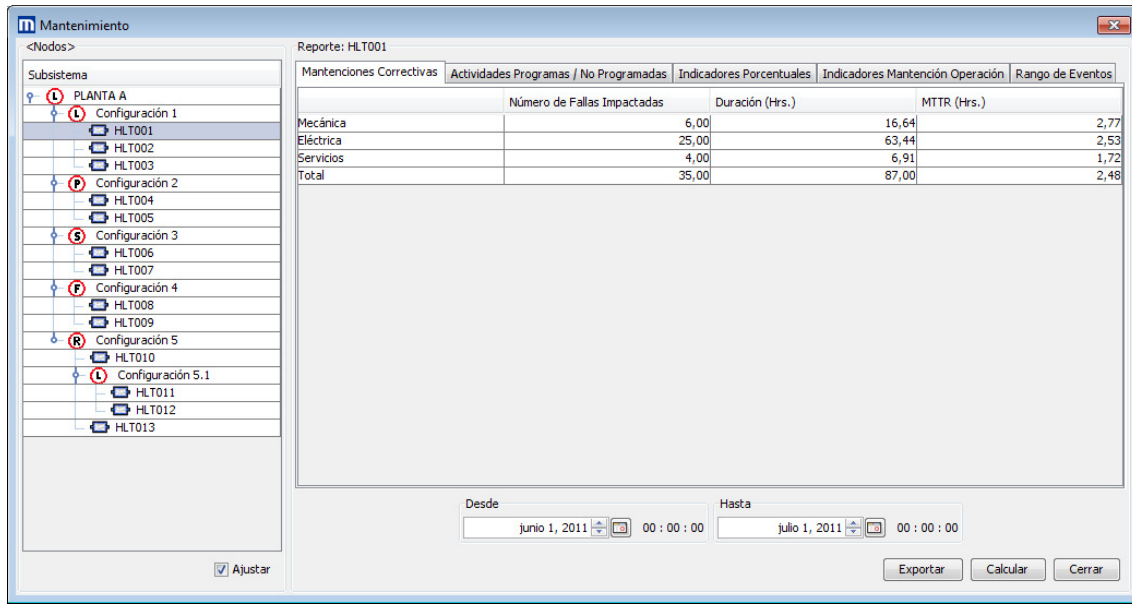 m Mantenimiento
<Nodos>
Subsistema
L PLANTA A
L Configuración 1
HLT001
HLT002
HLT003
P Configuración 2
HLT004
HLT005
S Configuración 3
HLT006
HLT007
F Configuración 4
HLT008
HLT009
R Configuración 5
HLT010
L Configuración 5.1
HLT011
HLT012
HLT013
Ajustar
Reporte: HLT001
Mantenciones Correctivas Actividades Programas / No Programadas Indicadores Porcentuales Indicadores Mantención Operación Rango de Eventos
Número de Fallas Impactadas Duración (Hrs.) MTTR (Hrs.)
Mecánica 6,00 16,64 2,77
Eléctrica 25,00 63,44 2,53
Servicios 4,00 6,91 1,72
Total 35,00 87,00 2,48
Desde Hasta
junio 1, 2011 00 : 00 : 00 julio 1, 2011 00 : 00 : 00
Exportar Calcular Cerrar